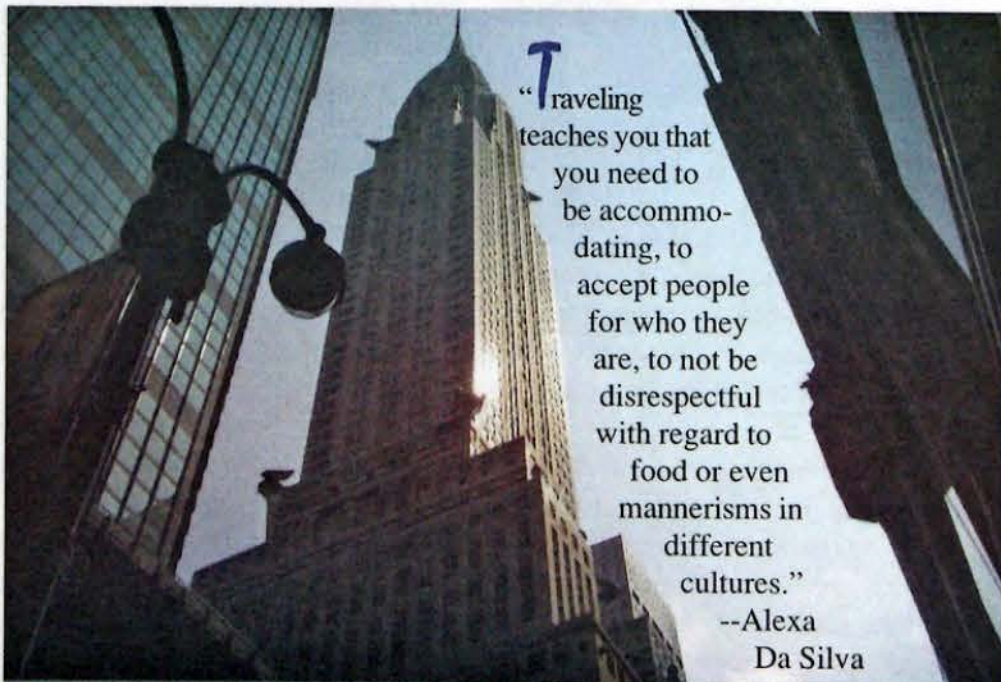 “Traveling
teaches you that
you need to
be accommo-
dating, to
accept people
for who they
are, to not be
disrespectful
with regard to
food or even
mannerisms in
different
cultures.”
--Alexa
Da Silva